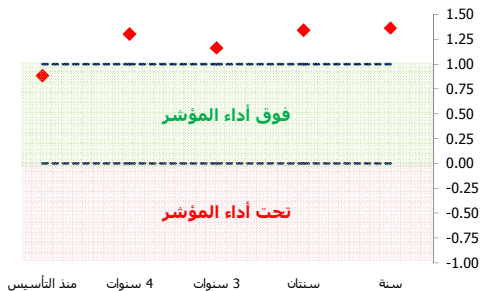 1.50
1.25
1.00
0.75
0.50
0.25
0.00
-0.25
-0.50
-0.75
-1.00
فوق أداء المؤشر
تحت أداء المؤشر
سنة
سنتان
3 سنوات
4 سنوات
منذ التأسيس